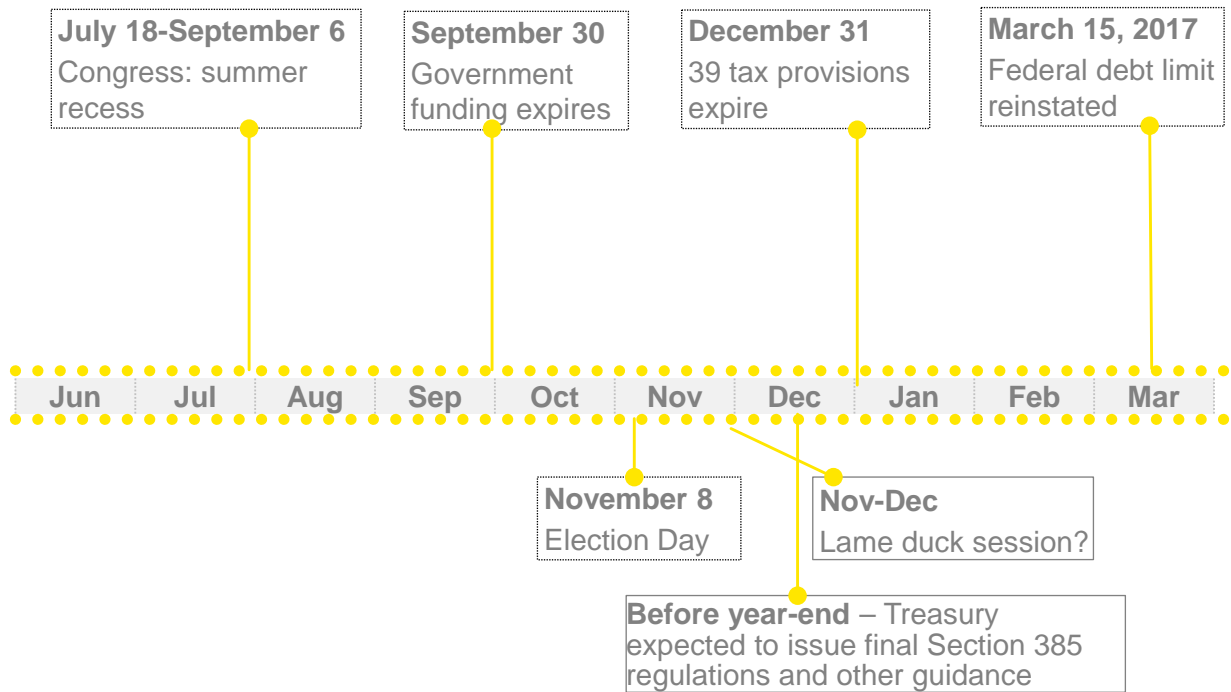 July 18-September 6
Congress: summer
recess
September 30
Government
funding expires
December 31
39 tax provisions
expire
March 15, 2017
Federal debt limit
reinstated
Jun Jul Aug Sep Oct Nov Dec Jan Feb Mar
November 8
Election Day
Nov-Dec
Lame duck session?
Before year-end – Treasury
expected to issue final Section 385
regulations and other guidance